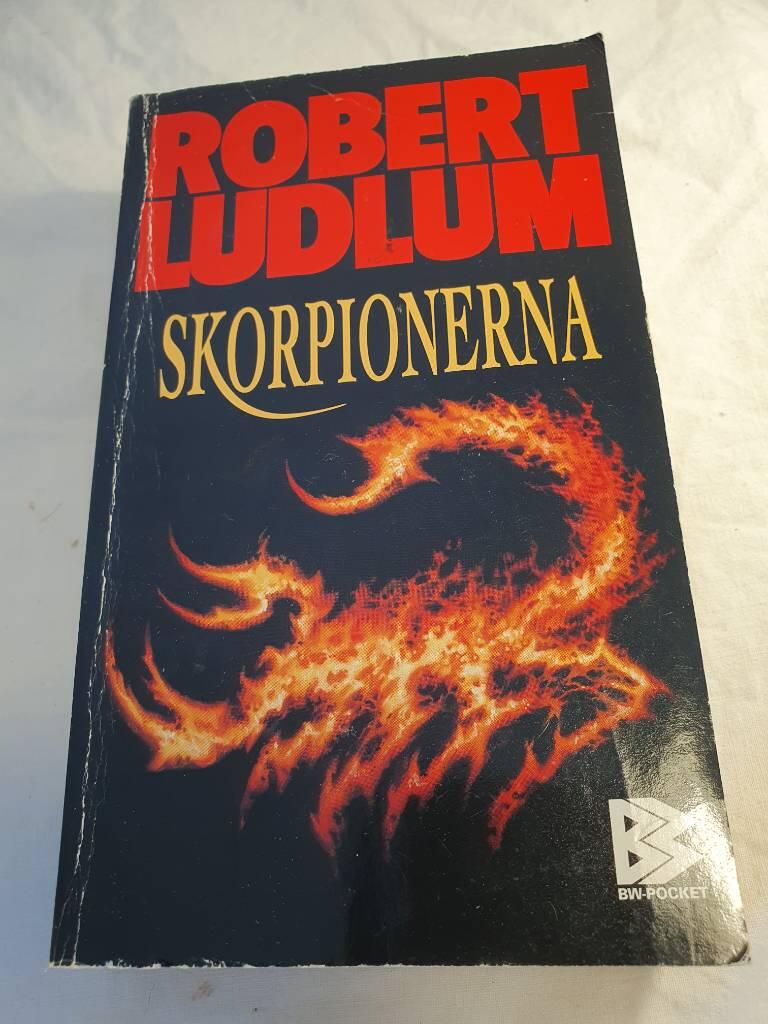 ROBERT
LUDLUM
SKORPIONERNA
BW-POCKET